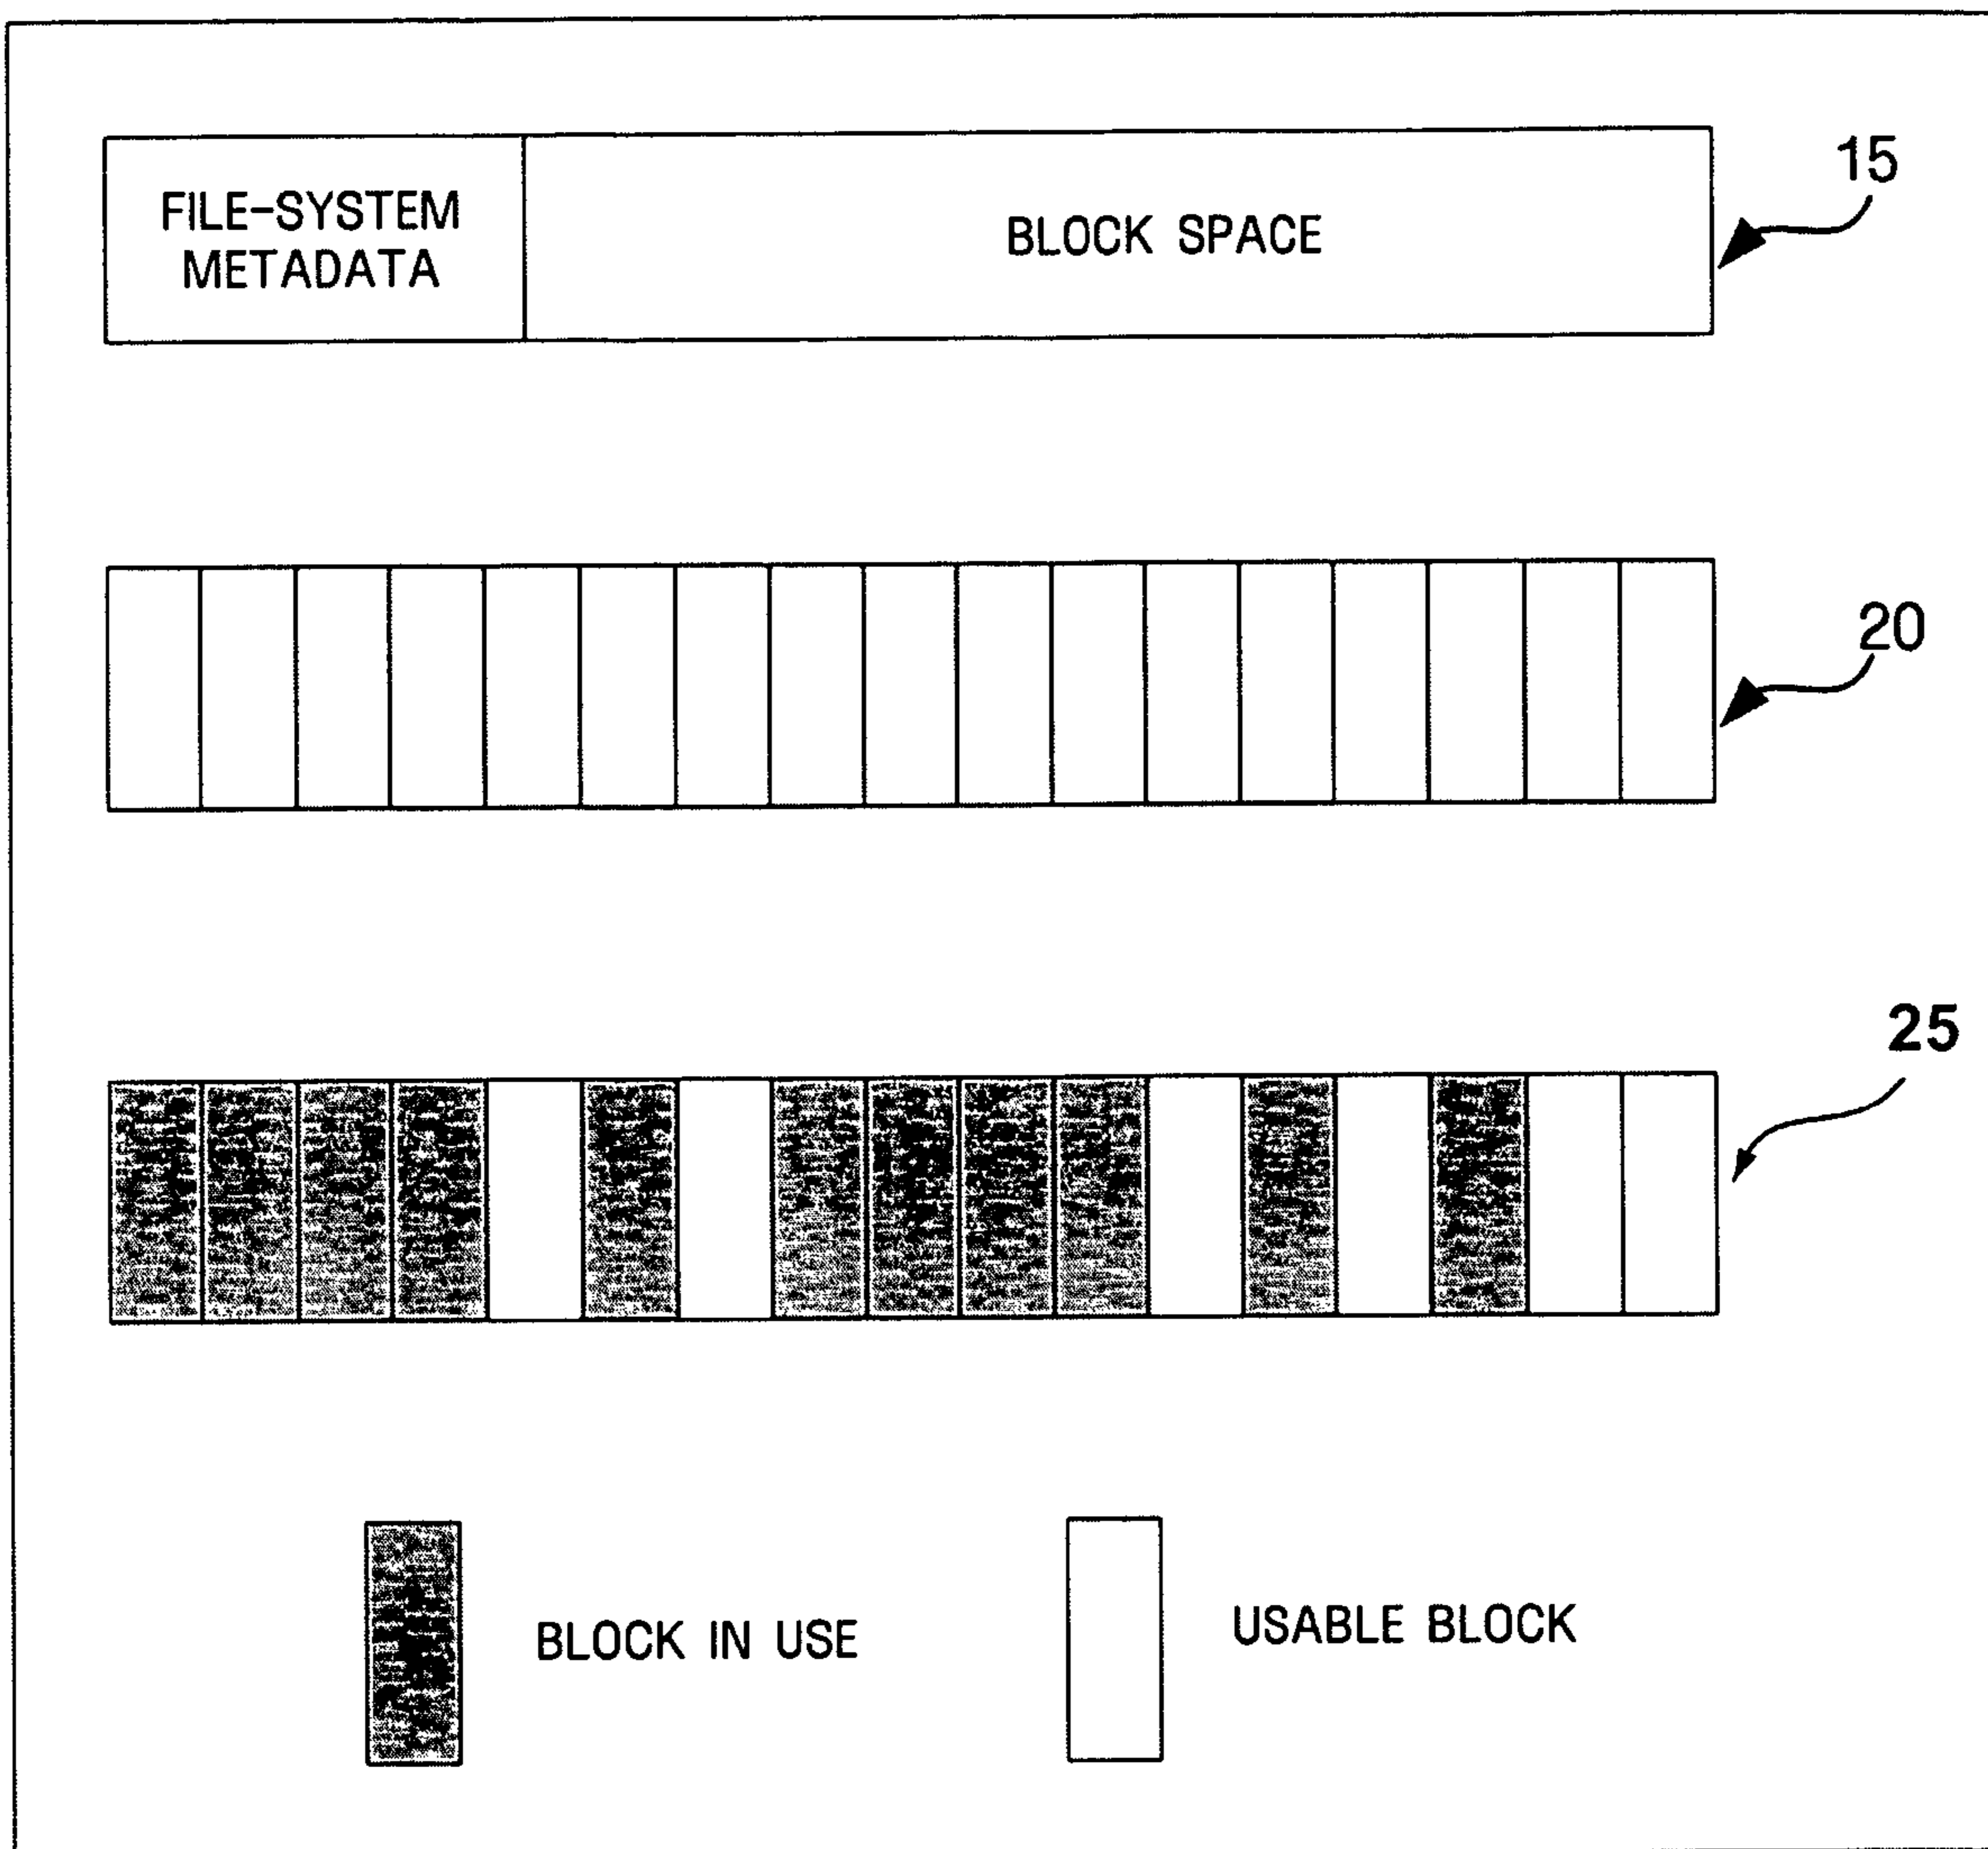 FILE-SYSTEM
METADATA
BLOCK SPACE
15
20
25
BLOCK IN USE
USABLE BLOCK